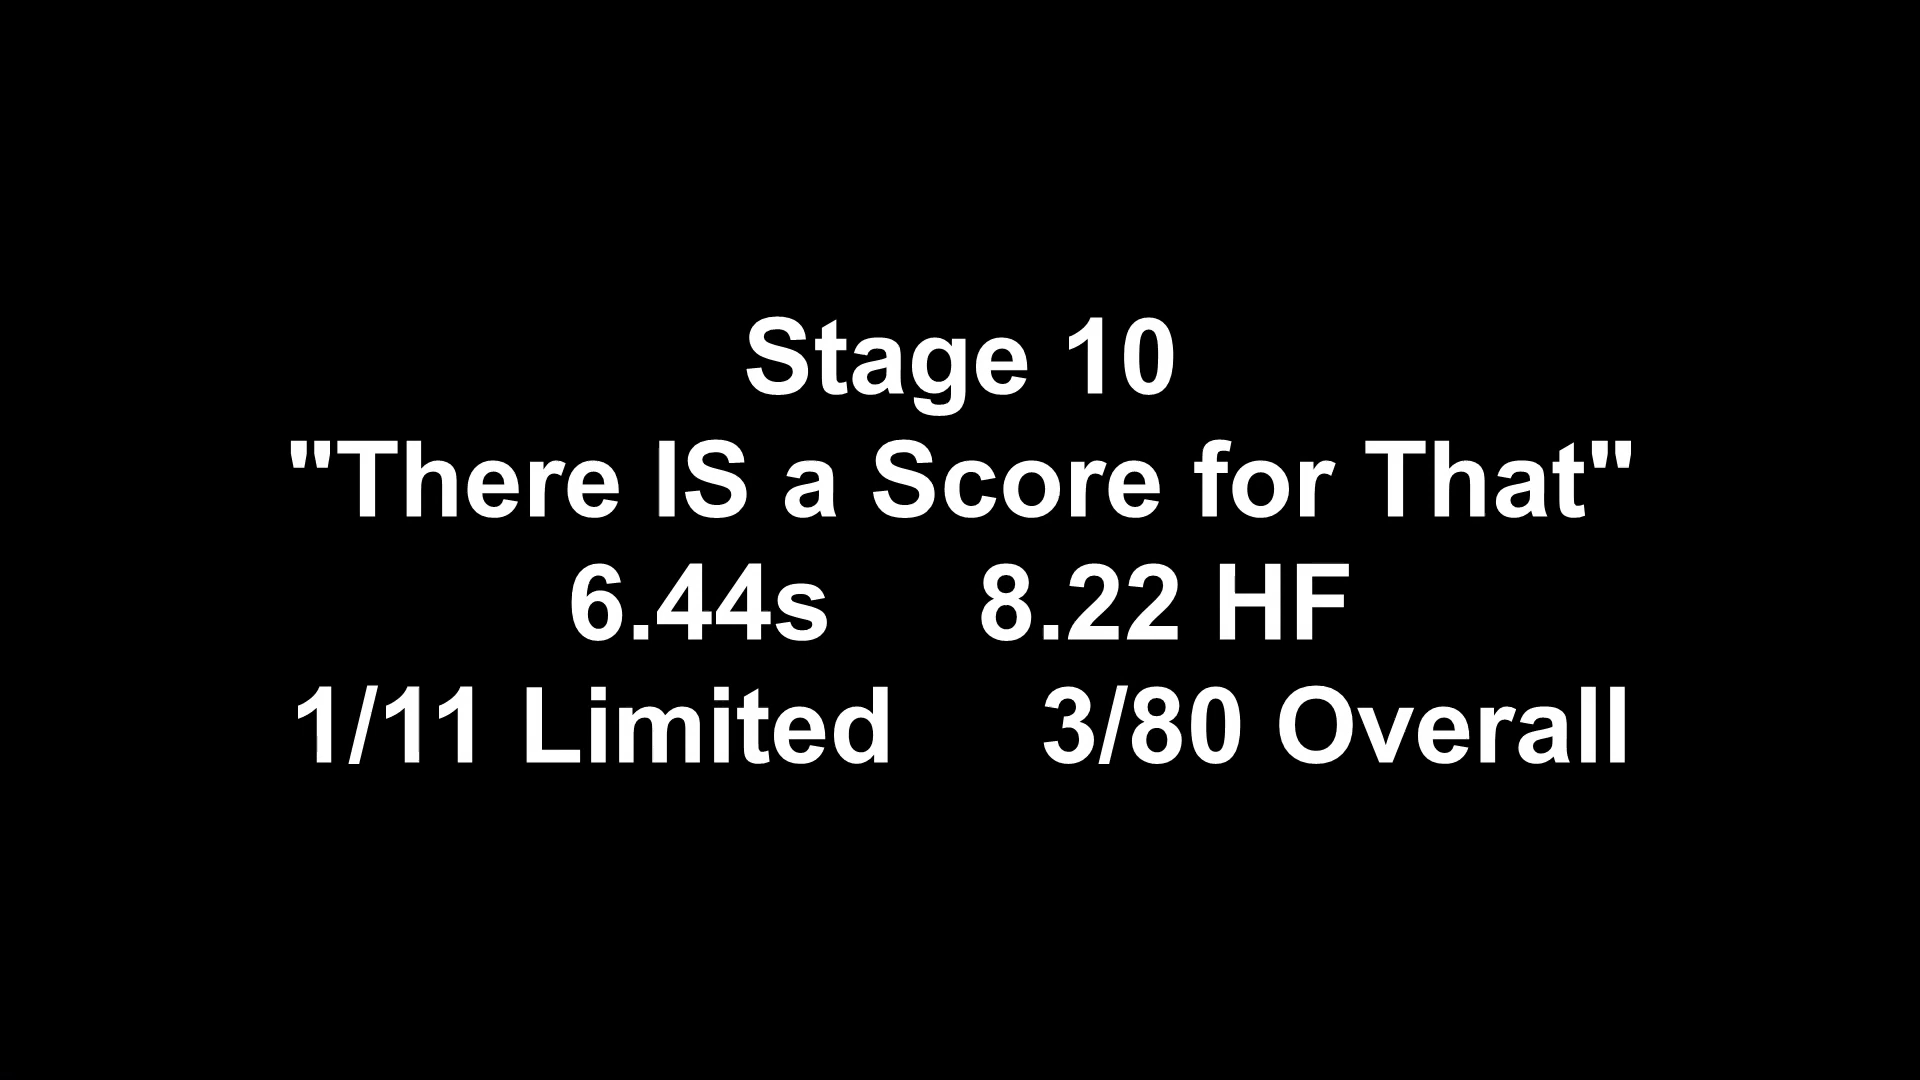 Stage 10
"There IS a Score for That"
6.44s 8.22 HF
1/11 Limited 3/80 Overall